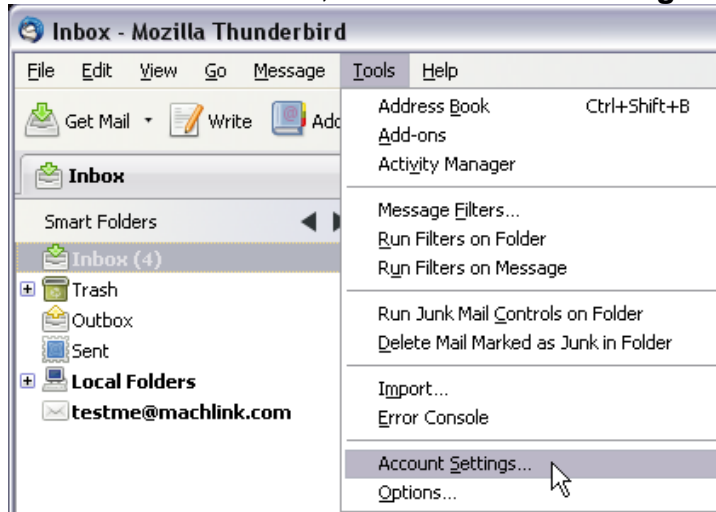 Inbox - Mozilla Thunderbird
File Edit View Go Message Tools Help
Get Mail Write Add
Address Book Ctrl+Shift+B
Add-ons
Activity Manager
Inbox
Smart Folders
Message Filters...
Inbox (4)
Run Filters on Folder
Run Filters on Message
Trash
Outbox
Run Junk Mail Controls on Folder
Sent
Delete Mail Marked as Junk in Folder
Local Folders
Import...
testme@machlink.com
Error Console
Account Settings...
Options...